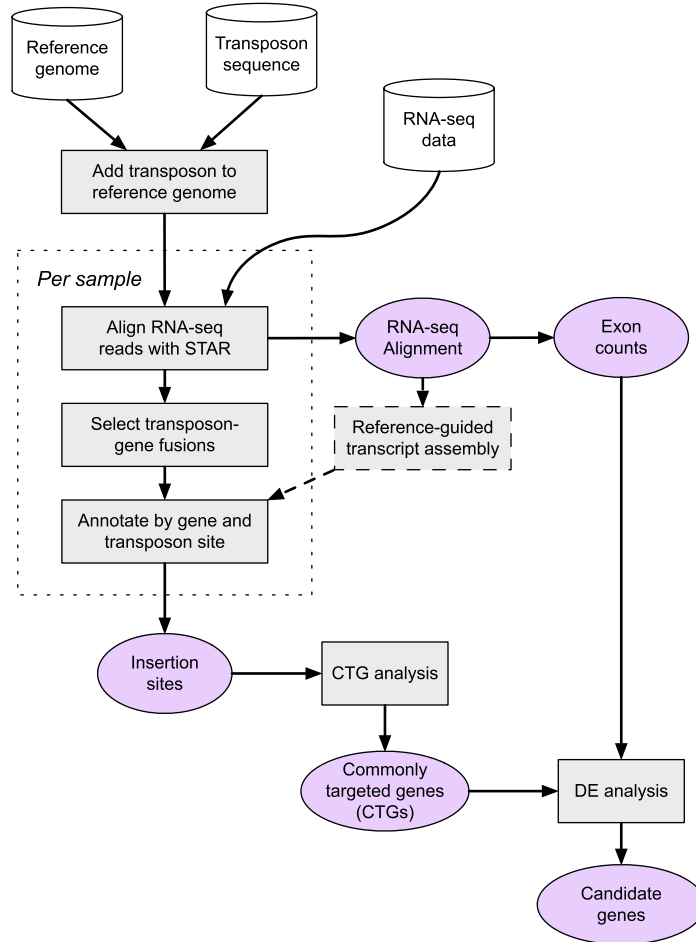 Reference
genome
Transposon
sequence
RNA-seq
data
Add transposon to
reference genome
Per sample
Align RNA-seq
reads with STAR
RNA-seq
Alignment
Exon
counts
Select transposon-
gene fusions
Reference-guided
transcript assembly
Annotate by gene and
transposon site
Insertion
sites
CTG analysis
Commonly
targeted genes
(CTGs)
DE analysis
Candidate
genes